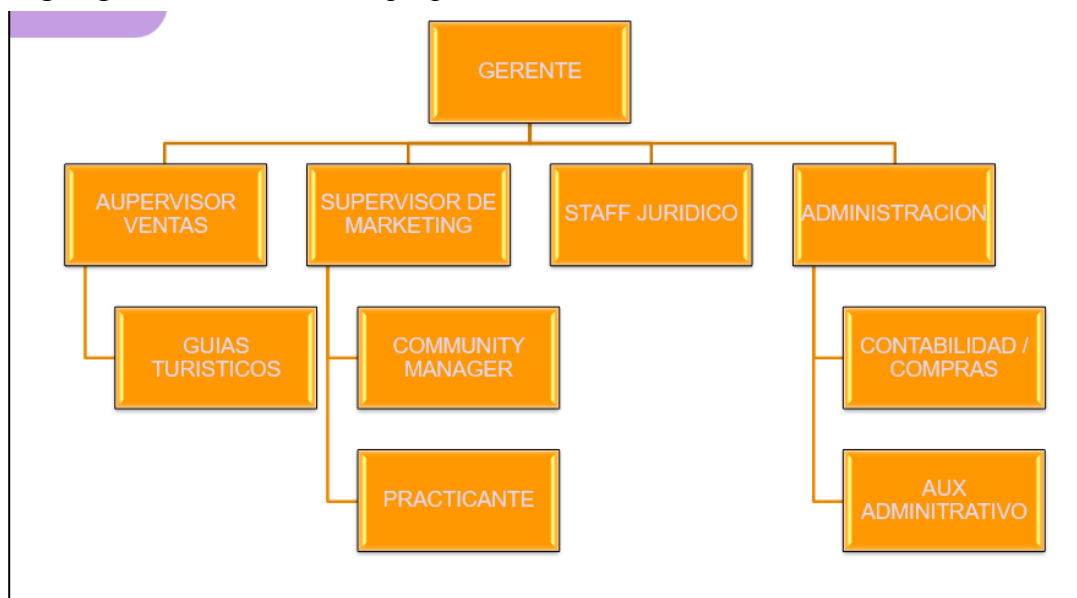 GERENTE
AUPERVISOR
VENTAS
SUPERVISOR DE
MARKETING
STAFF JURIDICO
ADMINISTRACION
GUIAS
TURISTICOS
COMMUNITY
MANAGER
CONTABILIDAD /
COMPRAS
PRACTICANTE
AUX
ADMINITRATIVO